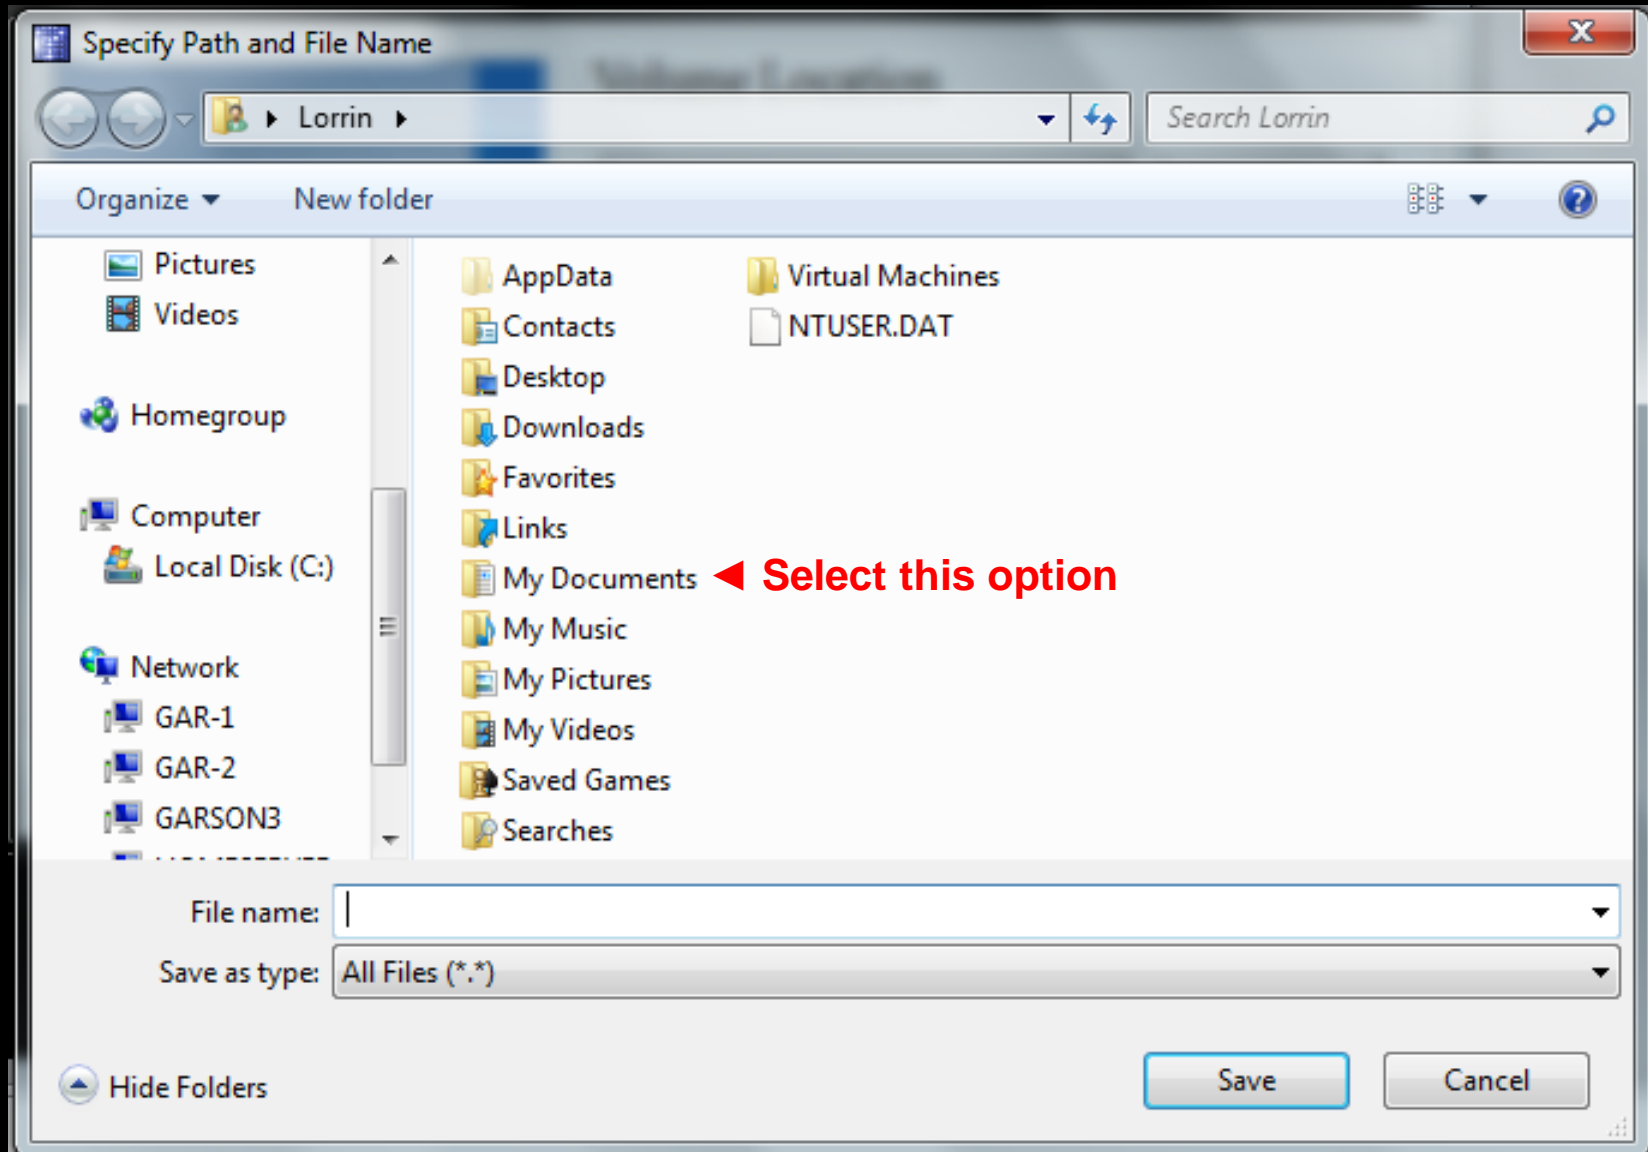 Specify Path and File Name
Volume Location
Lorrin
Search Lorrin
Organize
New folder
Pictures
Videos
Homegroup
Computer
Local Disk (C:)
Network
GAR-1
GAR-2
GARSON3
AppData
Contacts
Desktop
Downloads
Favorites
Links
My Documents ◄ Select this option
My Music
My Pictures
My Videos
Saved Games
Searches
Virtual Machines
NTUSER.DAT
File name:
Save as type: All Files (*.*)
Hide Folders
Save
Cancel